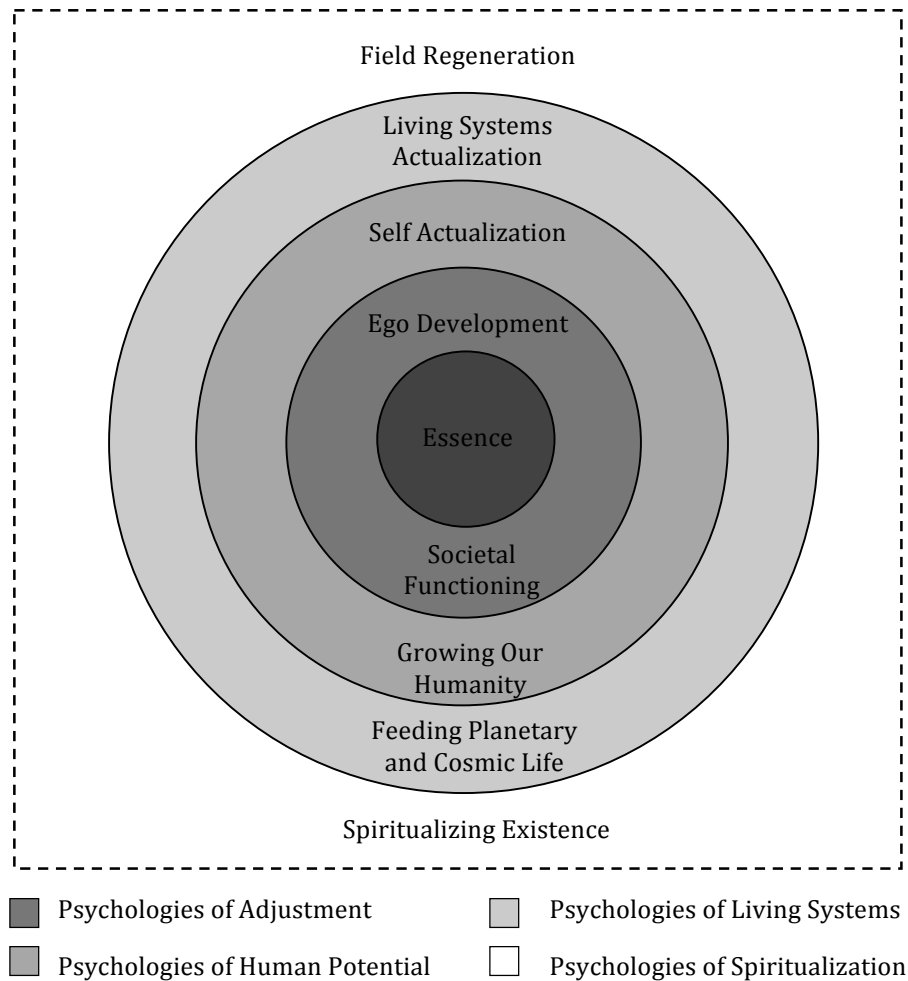 Field Regeneration
Living Systems
Actualization
Self Actualization
Ego Development
Essence
Societal
Functioning
Growing Our
Humanity
Feeding Planetary
and Cosmic Life
Spiritualizing Existence
Psychologies of Adjustment
Psychologies of Living Systems
Psychologies of Human Potential
Psychologies of Spiritualization